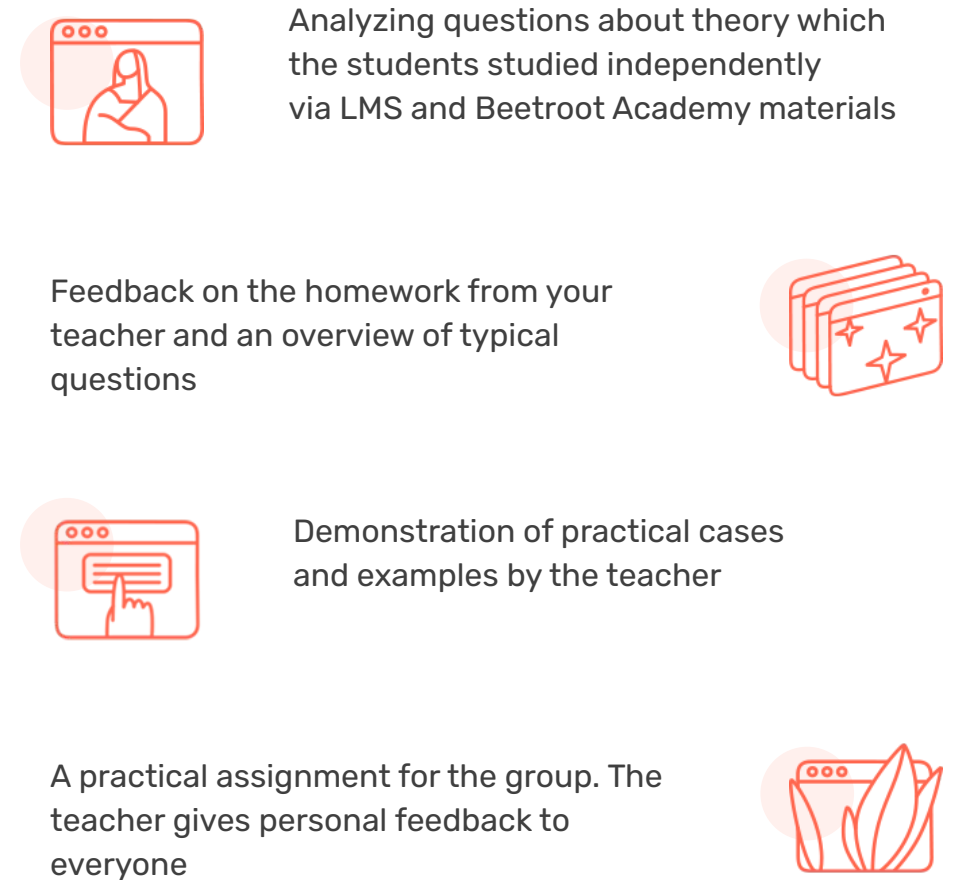 Analyzing questions about theory which
the students studied independently
via LMS and Beetroot Academy materials
Feedback on the homework from your
teacher and an overview of typical
questions
Demonstration of practical cases
and examples by the teacher
A practical assignment for the group. The
teacher gives personal feedback to
everyone